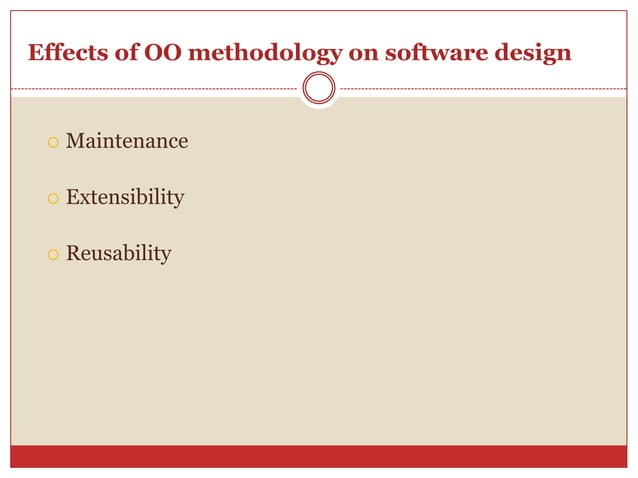 Effects of OO methodology on software design
Maintenance
Extensibility
Reusability